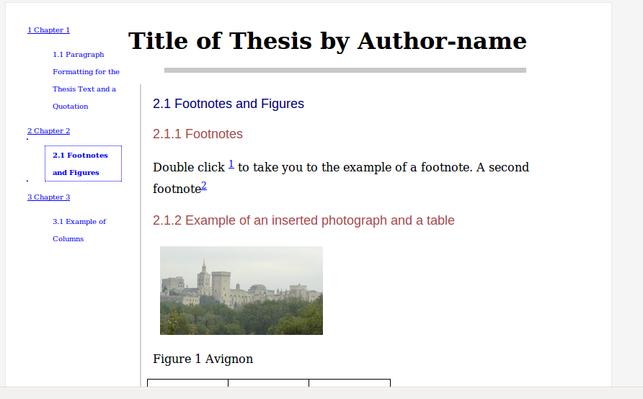 Title of Thesis by Author-name
1 Chapter 1
1.1 Paragraph
Formatting for the
Thesis Text and a
Quotation
2 Chapter 2
2.1 Footnotes
and Figures
3 Chapter 3
3.1 Example of
Columns
2.1 Footnotes and Figures
2.1.1 Footnotes
Double click 1 to take you to the example of a footnote. A second
footnote2
2.1.2 Example of an inserted photograph and a table
Figure 1 Avignon